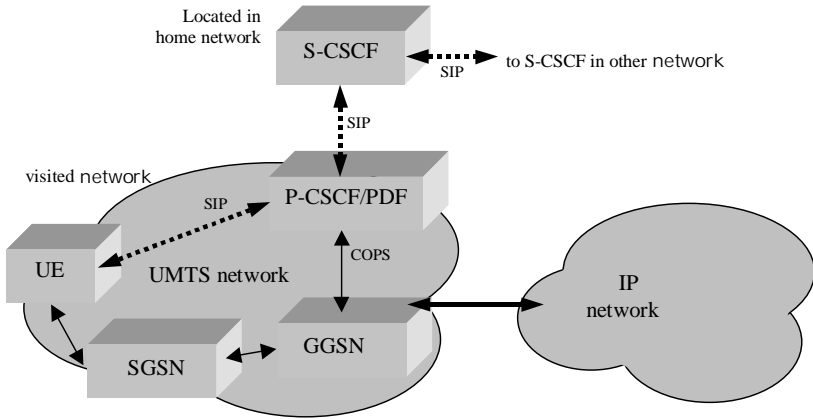 Located in
home network
S-CSCF
SIP
to S-CSCF in other network
SIP
visited network
P-CSCF/PDF
SIP
UE
UMTS network
COPS
IP
network
GGSN
SGSN